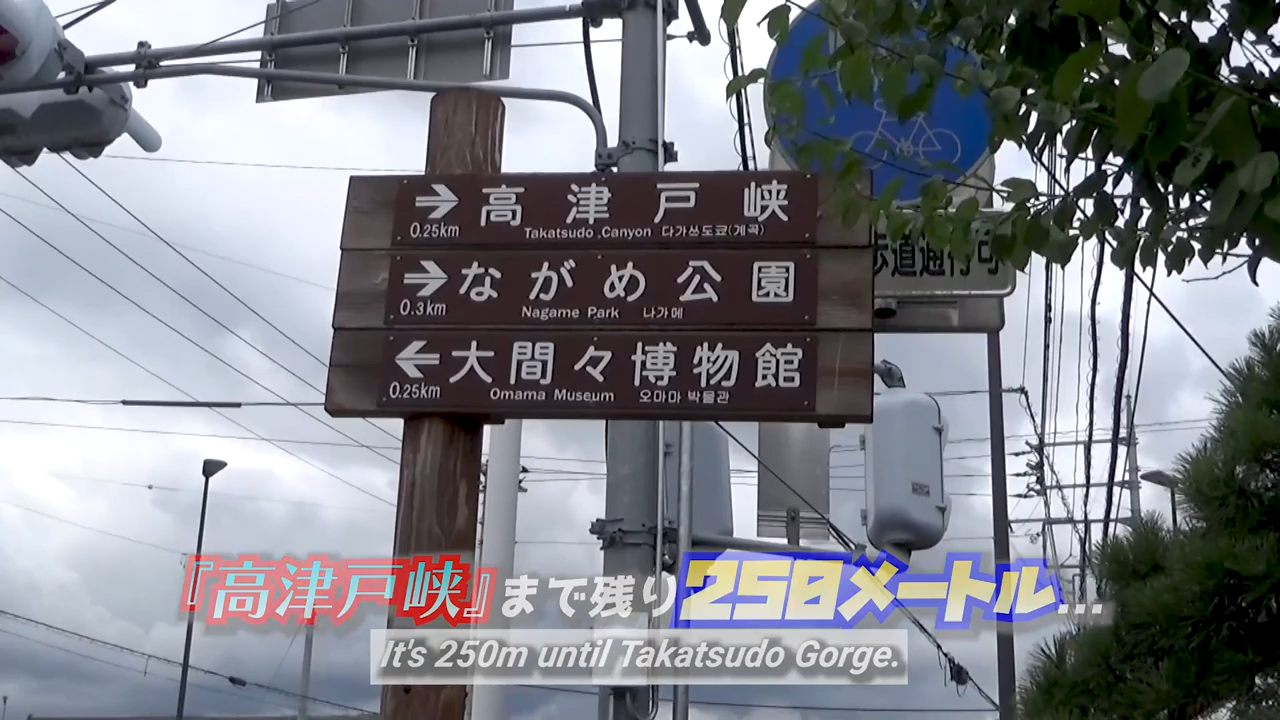 → 高津戸峡
0.25km Takatsudo Canyon 다가쓰도쿄(계곡)
→ ながめ公園
0.3km Nagame Park 나가메
← 大間々博物館
0.25km Omama Museum 오마마 박물관
歩道通行可
『高津戸峡』まで残り250メートル...
It's 250m until Takatsudo Gorge.